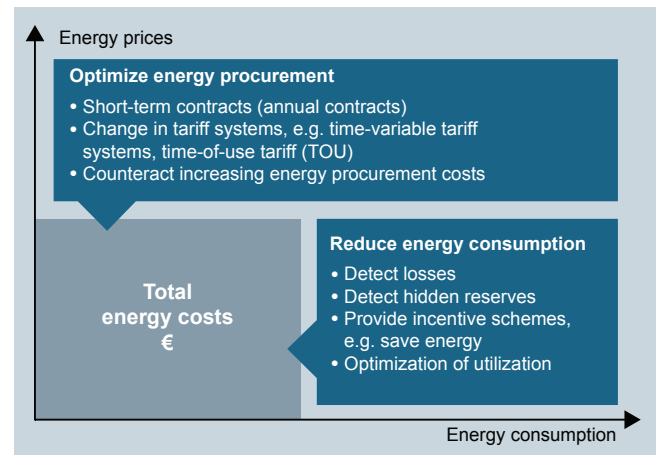 Energy prices
Optimize energy procurement
• Short-term contracts (annual contracts)
• Change in tariff systems, e.g. time-variable tariff
systems, time-of-use tariff (TOU)
• Counteract increasing energy procurement costs
Total
energy costs
€
Reduce energy consumption
• Detect losses
• Detect hidden reserves
• Provide incentive schemes,
e.g. save energy
• Optimization of utilization
Energy consumption